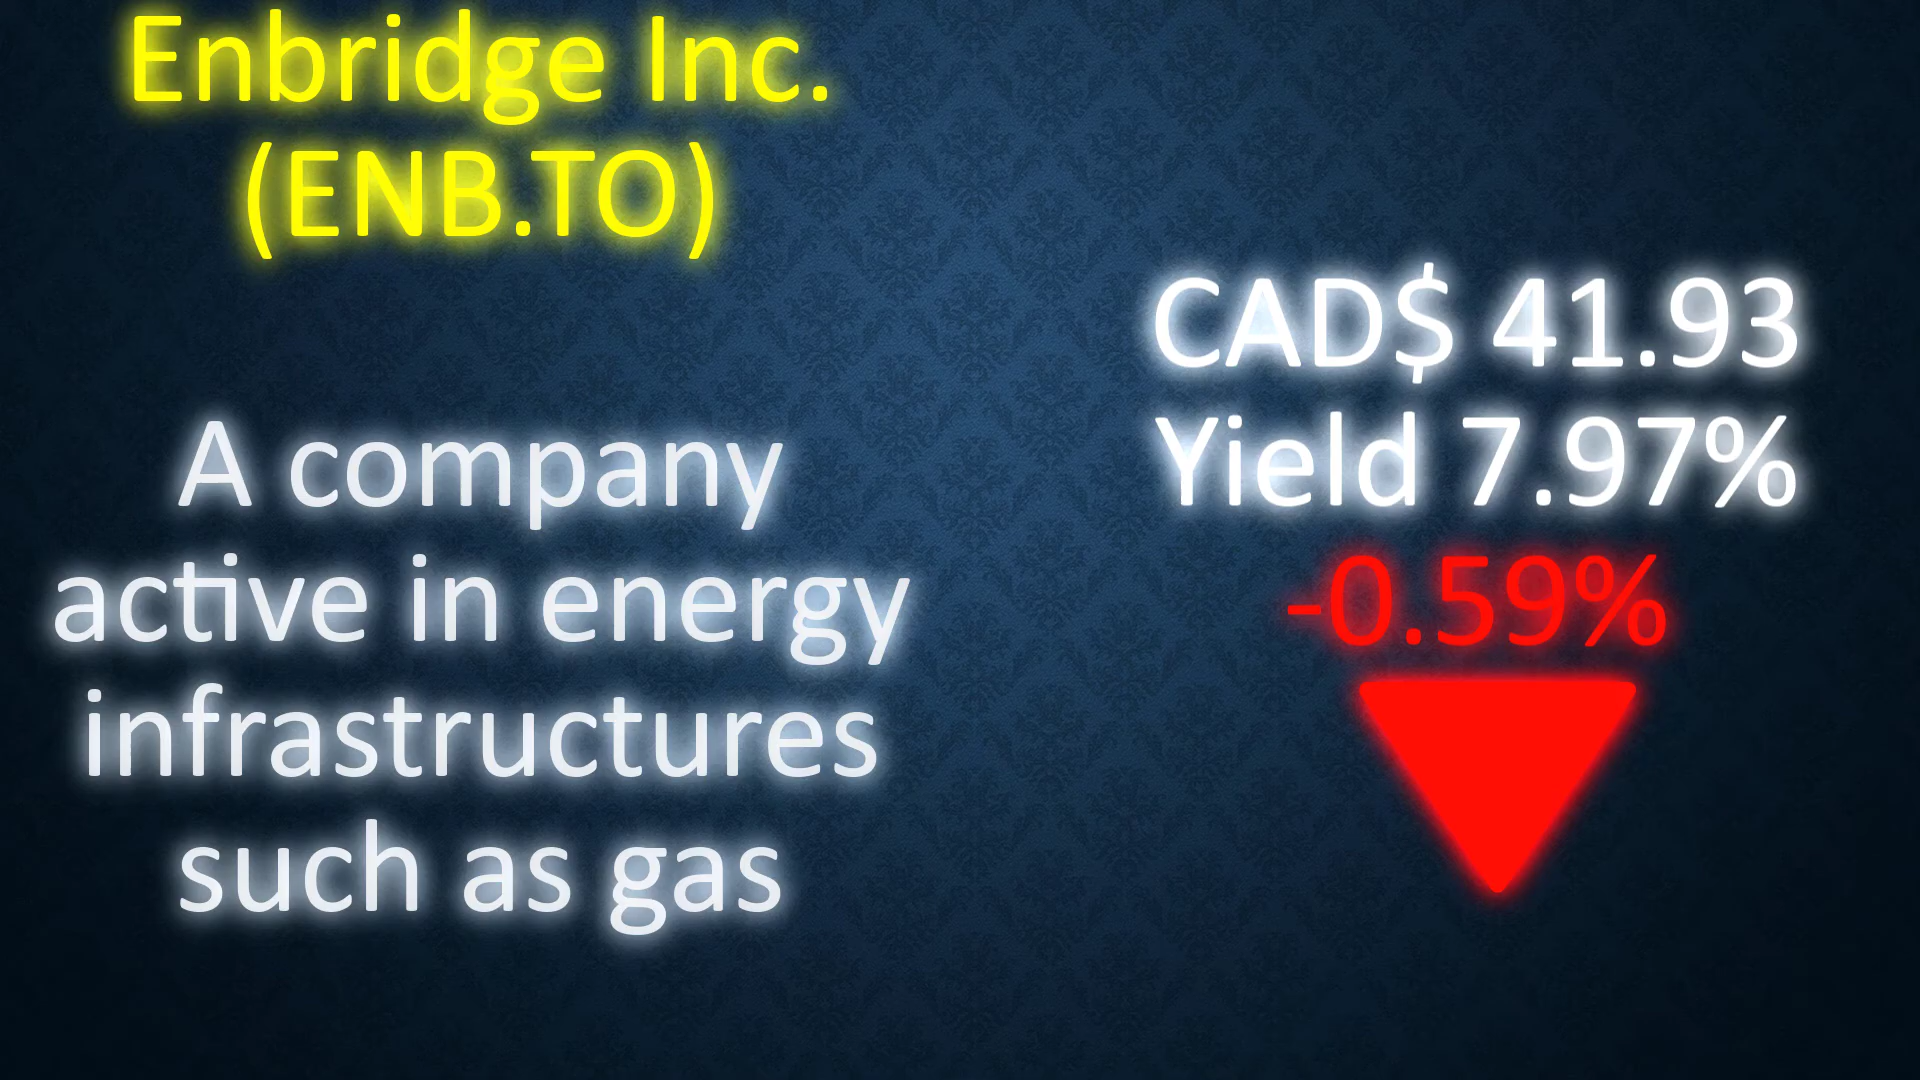 Enbridge Inc.
(ENB.TO)
A company
active in energy
infrastructures
such as gas
CAD$ 41.93
Yield 7.97%
-0.59%